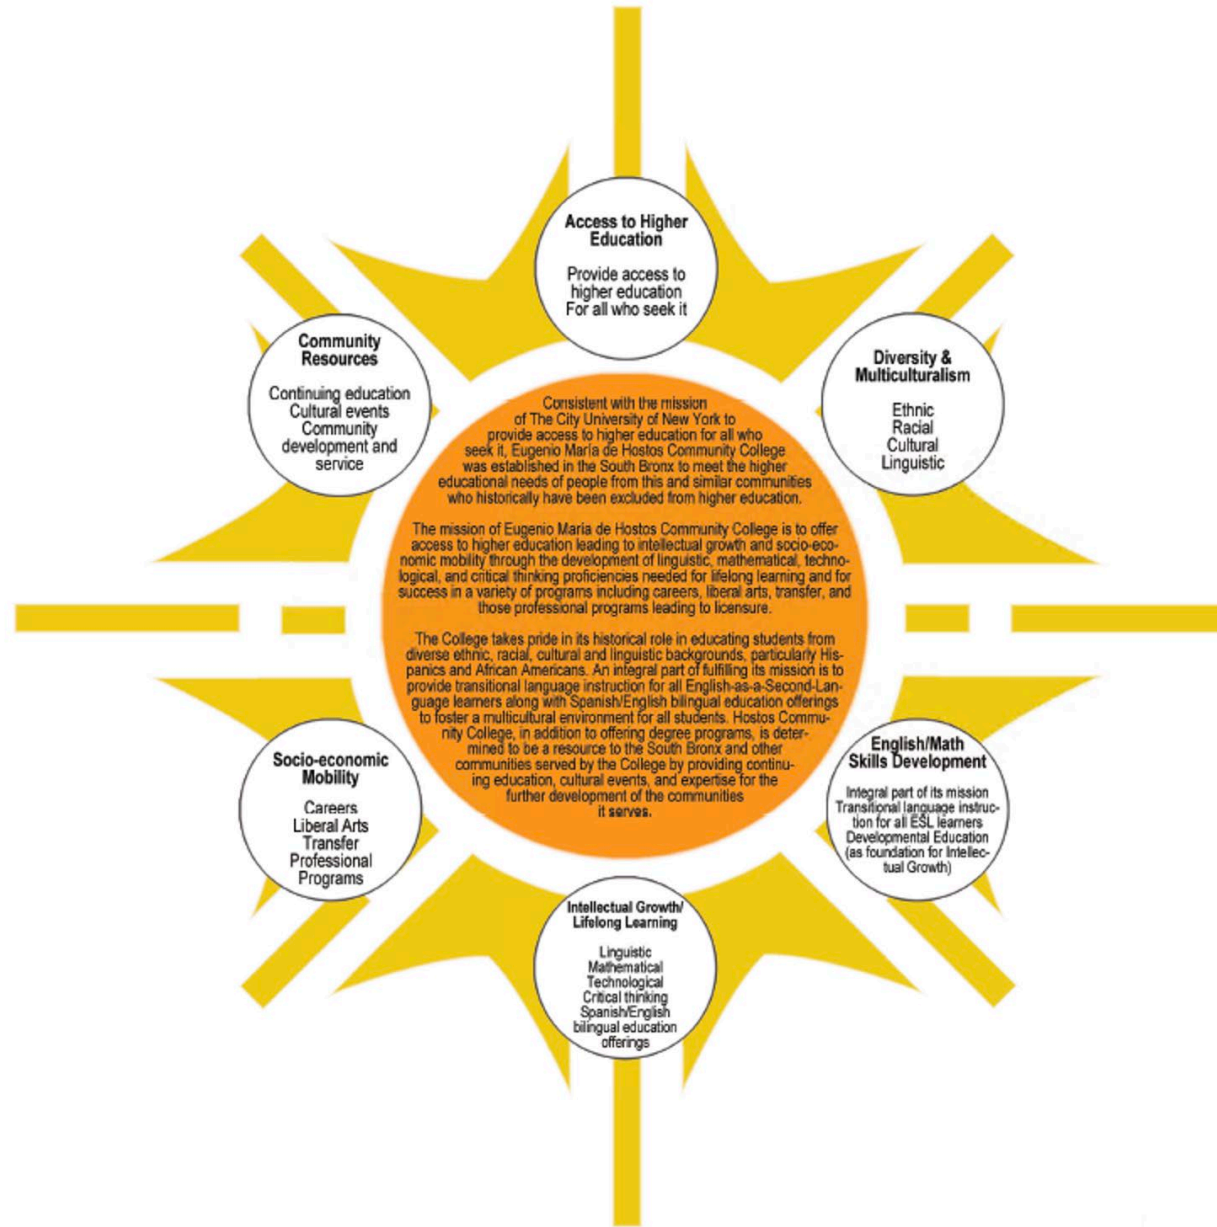 Access to Higher
Education
Provide access to
higher education
For all who seek it
Community
Resources
Continuing education
Cultural events
Community
development and
service
Diversity &
Multiculturalism
Ethnic
Racial
Cultural
Linguistic
Consistent with the mission
of The City University of New York to
provide access to higher education for all who
seek it, Eugenio María de Hostos Community College
was established in the South Bronx to meet the higher
educational needs of people from this and similar communities
who historically have been excluded from higher education.
The mission of Eugenio María de Hostos Community College is to offer
access to higher education leading to intellectual growth and socio-eco-
nomic mobility through the development of linguistic, mathematical, techno-
logical, and critical thinking proficiencies needed for lifelong learning and for
success in a variety of programs including careers, liberal arts, transfer, and
those professional programs leading to licensure.
The College takes pride in its historical role in educating students from
diverse ethnic, racial, cultural and linguistic backgrounds, particularly His-
panics and African Americans. An integral part of fulfilling its mission is to
provide transitional language instruction for all English-as-a-Second-Lan-
guage learners along with Spanish/English bilingual education offerings
to foster a multicultural environment for all students. Hostos Commu-
nity College, in addition to offering degree programs, is deter-
mined to be a resource to the South Bronx and other
communities served by the College by providing continu-
ing education, cultural events, and expertise for the
further development of the communities
it serves.
Socio-economic
Mobility
Careers
Liberal Arts
Transfer
Professional
Programs
English/Math
Skills Development
Integral part of its mission
Transitional language instruc-
tion for all ESL learners
Developmental Education
(as foundation for Intellec-
tual Growth)
Intellectual Growth/
Lifelong Learning
Linguistic
Mathematical
Technological
Critical thinking
Spanish/English
bilingual education
offerings